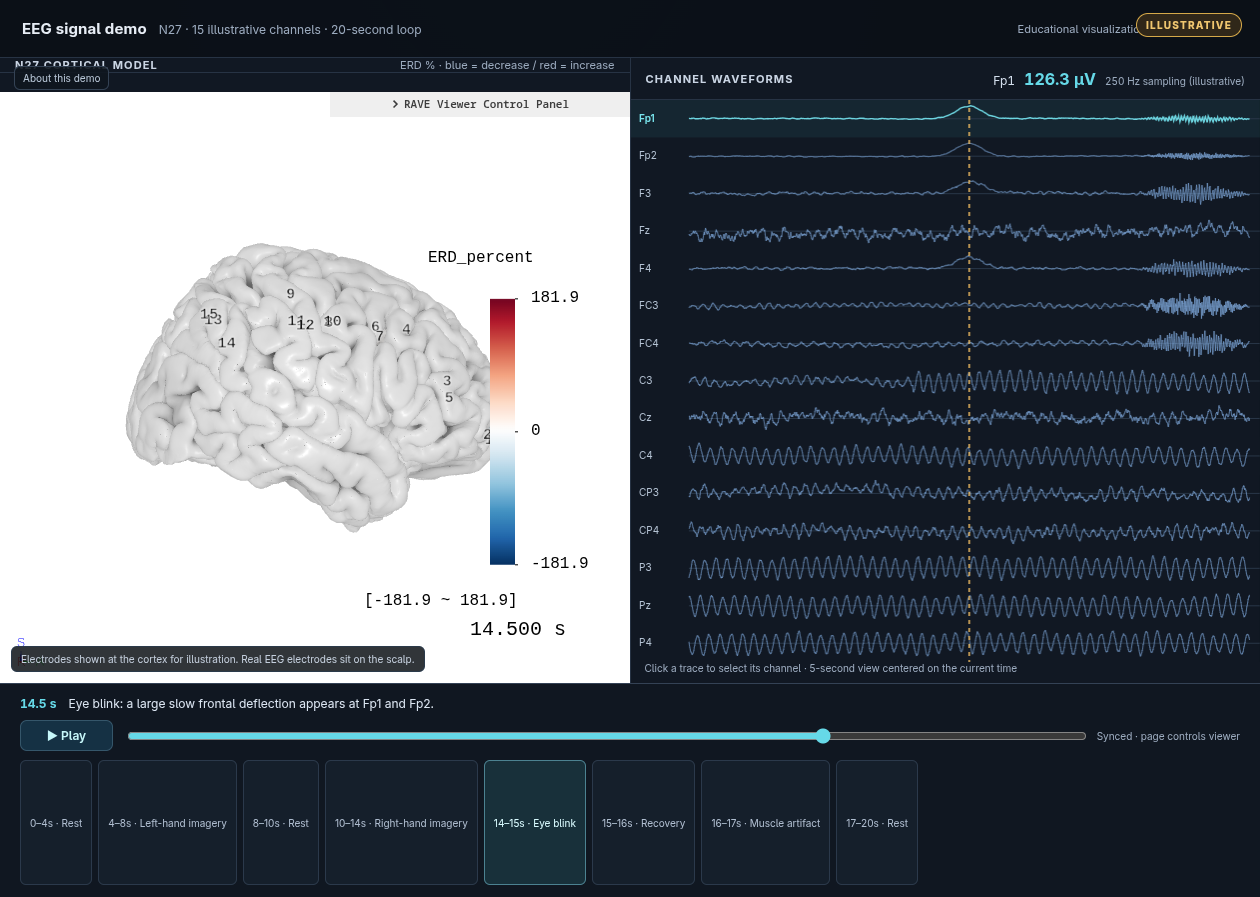 EEG signal demo N27 · 15 illustrative channels · 20-second loop
Educational ILLUSTRATIVE
N27 CORTICAL MODEL ERD % · blue = decrease / red = increase
About this demo
RAVE Viewer Control Panel
ERD_percent
181.9
0
-181.9
[-181.9 ~ 181.9]
14.500 s
9
15
13
14
11
12
10
6
7
4
3
5
2
S
Electrodes shown at the cortex for illustration. Real EEG electrodes sit on the scalp.
CHANNEL WAVEFORMS Fp1 126.3 µV 250 Hz sampling (illustrative)
Fp1
Fp2
F3
Fz
F4
FC3
FC4
C3
Cz
C4
CP3
CP4
P3
Pz
P4
Click a trace to select its channel · 5-second view centered on the current time
14.5 s Eye blink: a large slow frontal deflection appears at Fp1 and Fp2.
Play Synced · page controls viewer
0–4s · Rest 4–8s · Left-hand imagery 8–10s · Rest 10–14s · Right-hand imagery 14–15s · Eye blink 15–16s · Recovery 16–17s · Muscle artifact 17–20s · Rest